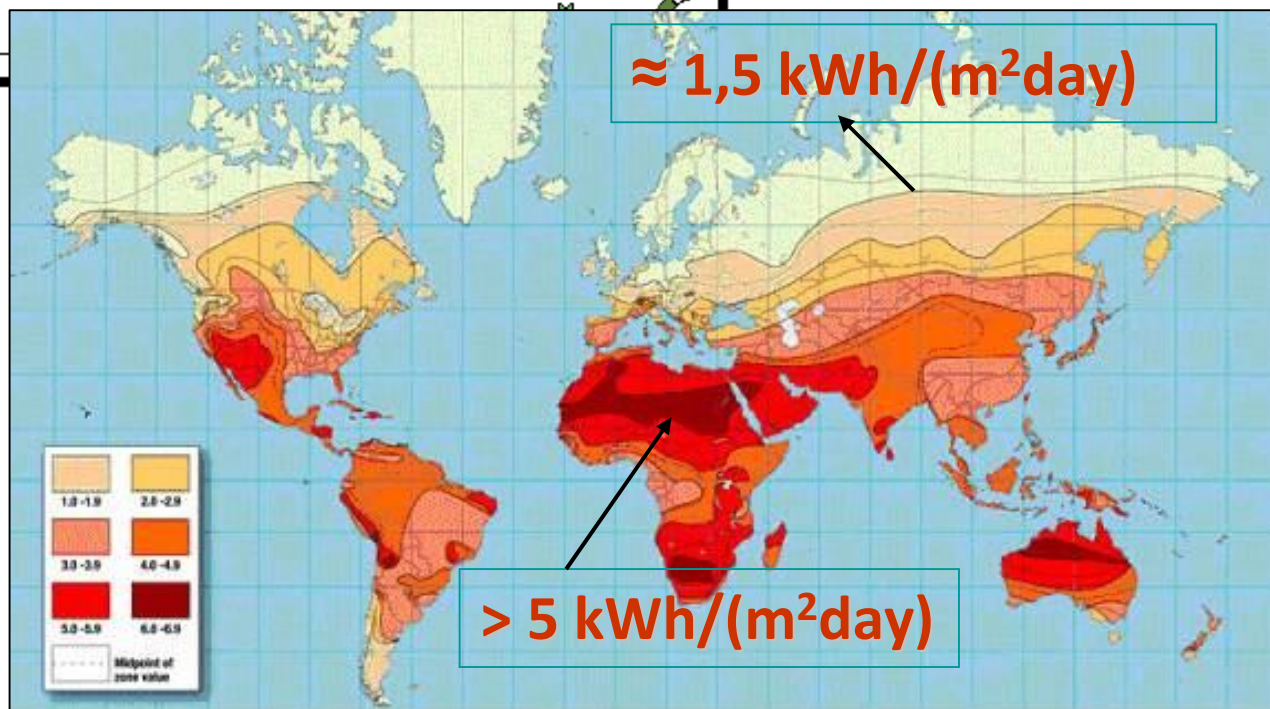 ≈ 1,5 kWh/(m²day)
> 5 kWh/(m²day)
1.0 -1.9 2.0 -2.9
3.0 -3.9 4.0 -4.9
5.0 -5.9 6.0 -6.9
Midpoint of
zone value